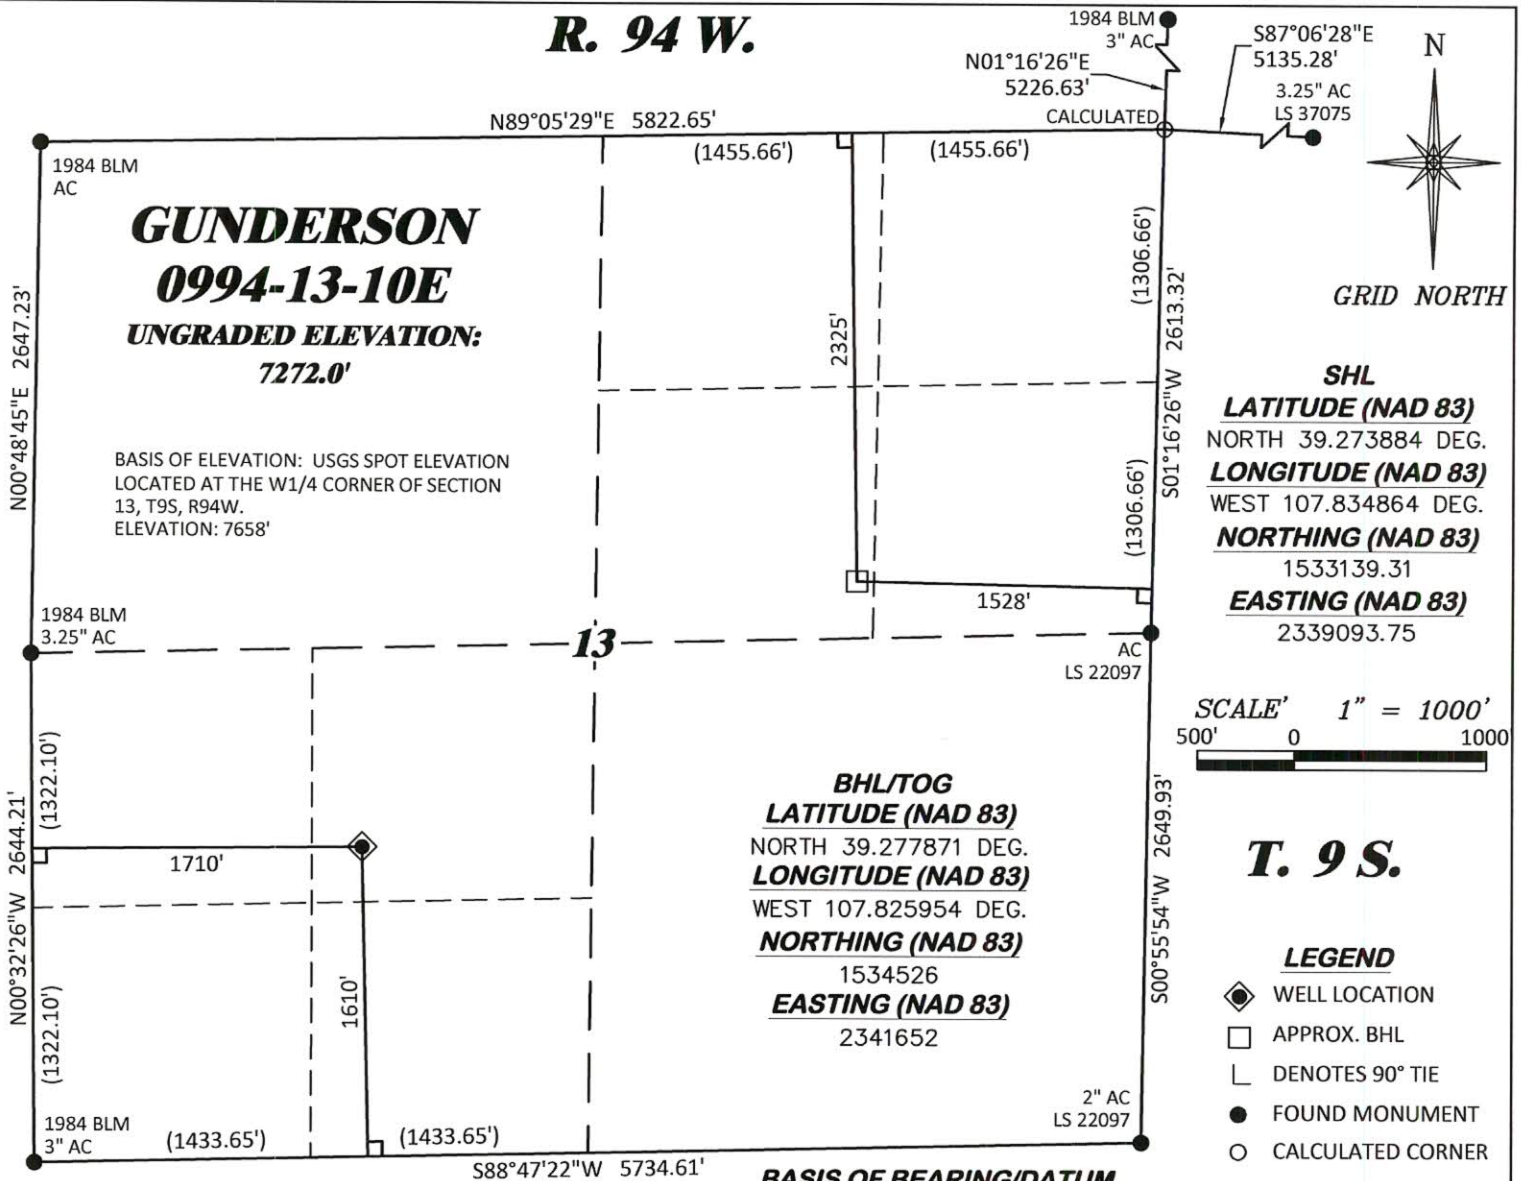 R. 94 W.
1984 BLM
3" AC
N01°16'26"E
5226.63'
S87°06'28"E
5135.28'
3.25" AC
LS 37075
CALCULATED
N
GRID NORTH
N89°05'29"E 5822.65'
(1455.66')
(1455.66')
1984 BLM
AC
GUNDERSON
0994-13-10E
UNGRADED ELEVATION:
7272.0'
BASIS OF ELEVATION: USGS SPOT ELEVATION
LOCATED AT THE W1/4 CORNER OF SECTION
13, T9S, R94W.
ELEVATION: 7658'
N00°48'45"E 2647.23'
2325'
(1306.66')
(1306.66')
S01°16'26"W 2613.32'
1528'
SHL
LATITUDE (NAD 83)
NORTH 39.273884 DEG.
LONGITUDE (NAD 83)
WEST 107.834864 DEG.
NORTHING (NAD 83)
1533139.31
EASTING (NAD 83)
2339093.75
1984 BLM
3.25" AC
13
AC
LS 22097
SCALE' 1" = 1000'
500' 0 1000
(1322.10')
N00°32'26"W 2644.21'
1710'
(1322.10')
1610'
BHL/TOG
LATITUDE (NAD 83)
NORTH 39.277871 DEG.
LONGITUDE (NAD 83)
WEST 107.825954 DEG.
NORTHING (NAD 83)
1534526
EASTING (NAD 83)
2341652
S00°55'54"W 2649.93'
T. 9 S.
LEGEND
WELL LOCATION
APPROX. BHL
DENOTES 90° TIE
FOUND MONUMENT
CALCULATED CORNER
1984 BLM
3" AC
(1433.65')
(1433.65')
2" AC
LS 22097
S88°47'22"W 5734.61'
BASIS OF BEARING/DATUM